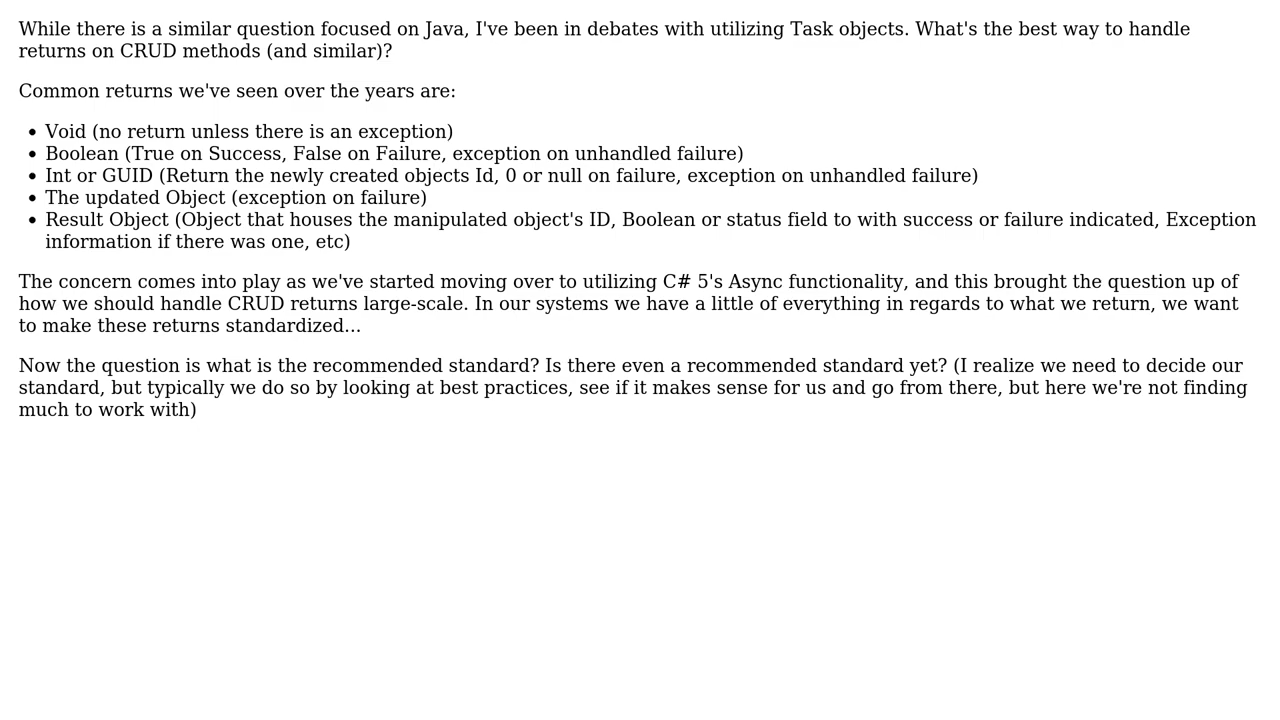 While there is a similar question focused on Java, I've been in debates with utilizing Task objects. What's the best way to handle
returns on CRUD methods (and similar)?
Common returns we've seen over the years are:
• Void (no return unless there is an exception)
• Boolean (True on Success, False on Failure, exception on unhandled failure)
• Int or GUID (Return the newly created objects Id, 0 or null on failure, exception on unhandled failure)
• The updated Object (exception on failure)
• Result Object (Object that houses the manipulated object's ID, Boolean or status field to with success or failure indicated, Exception
information if there was one, etc)
The concern comes into play as we've started moving over to utilizing C# 5's Async functionality, and this brought the question up of
how we should handle CRUD returns large-scale. In our systems we have a little of everything in regards to what we return, we want
to make these returns standardized...
Now the question is what is the recommended standard? Is there even a recommended standard yet? (I realize we need to decide our
standard, but typically we do so by looking at best practices, see if it makes sense for us and go from there, but here we're not finding
much to work with)